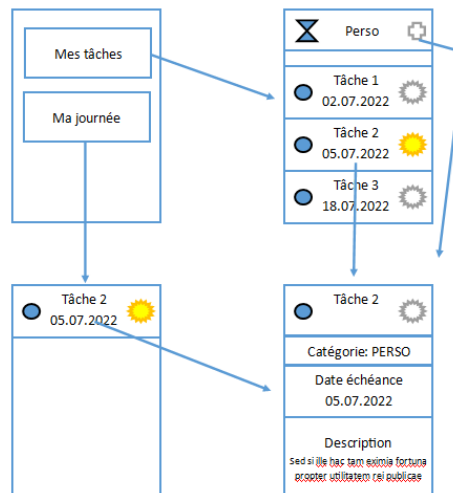 Mes tâches
Ma journée
Perso
Tâche 1
02.07.2022
Tâche 2
05.07.2022
Tâche 3
18.07.2022
Tâche 2
05.07.2022
Tâche 2
Catégorie: PERSO
Date échéance
05.07.2022
Description
Sed si ille hac tam eximia fortuna
propter utilitatem rei publicae